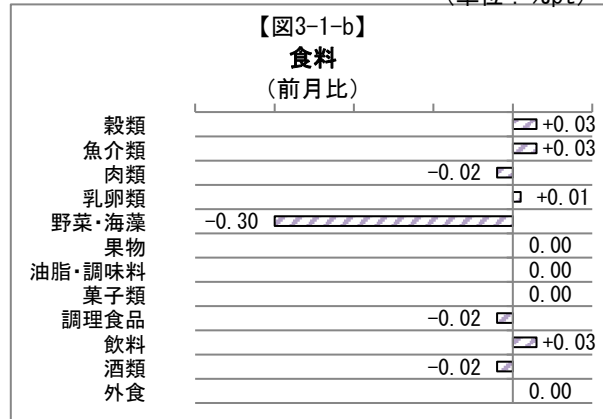 【図3-1-b】
食料
（前月比）
穀類 +0.03
魚介類 +0.03
肉類 -0.02
乳卵類 +0.01
野菜・海藻 -0.30
果物 0.00
油脂・調味料 0.00
菓子類 0.00
調理食品 -0.02
飲料 +0.03
酒類 -0.02
外食 0.00